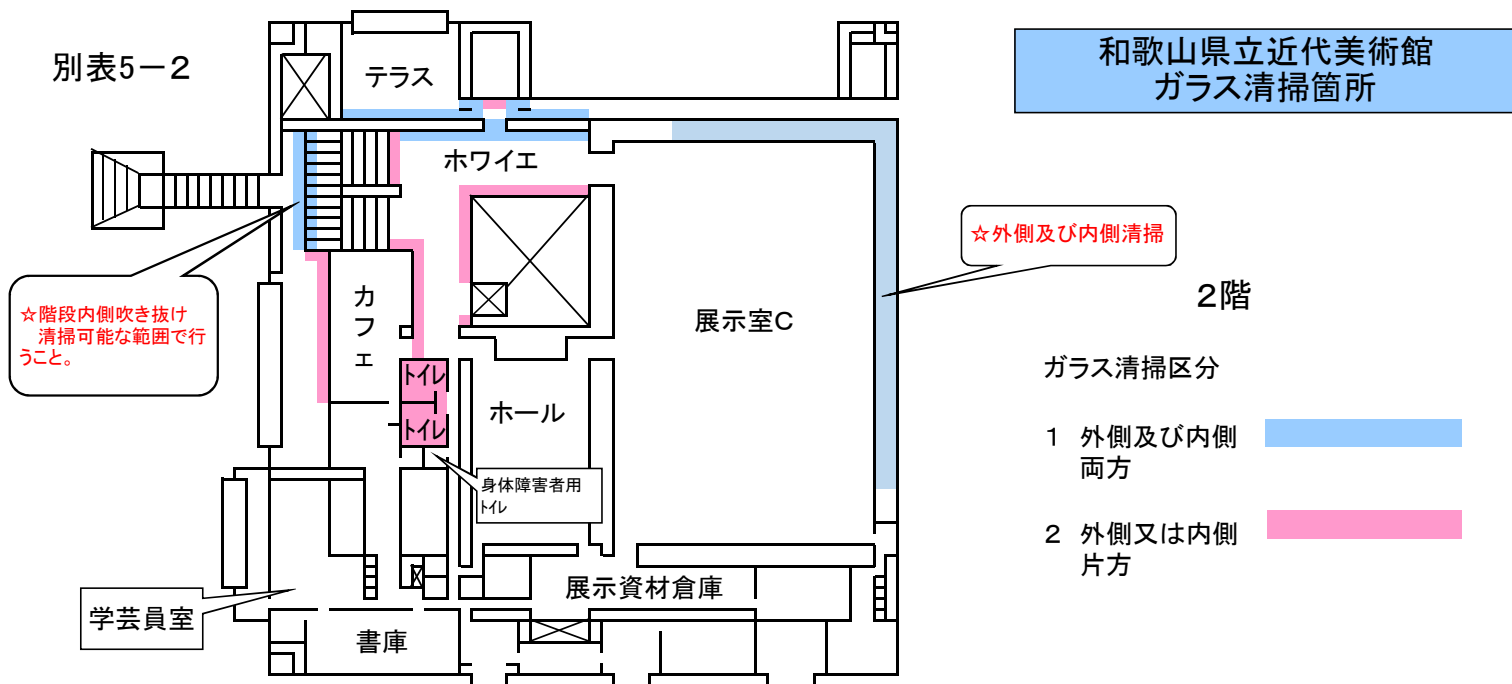 別表5－2
和歌山県立近代美術館
ガラス清掃箇所
テラス
ホワイエ
☆外側及び内側清掃
2階
カフェ
☆階段内側吹き抜け
清掃可能な範囲で行
うこと。
展示室C
ガラス清掃区分
トイレ
ホール
トイレ
1 外側及び内側
両方
身体障害者用
トイレ
2 外側又は内側
片方
展示資材倉庫
学芸員室
書庫